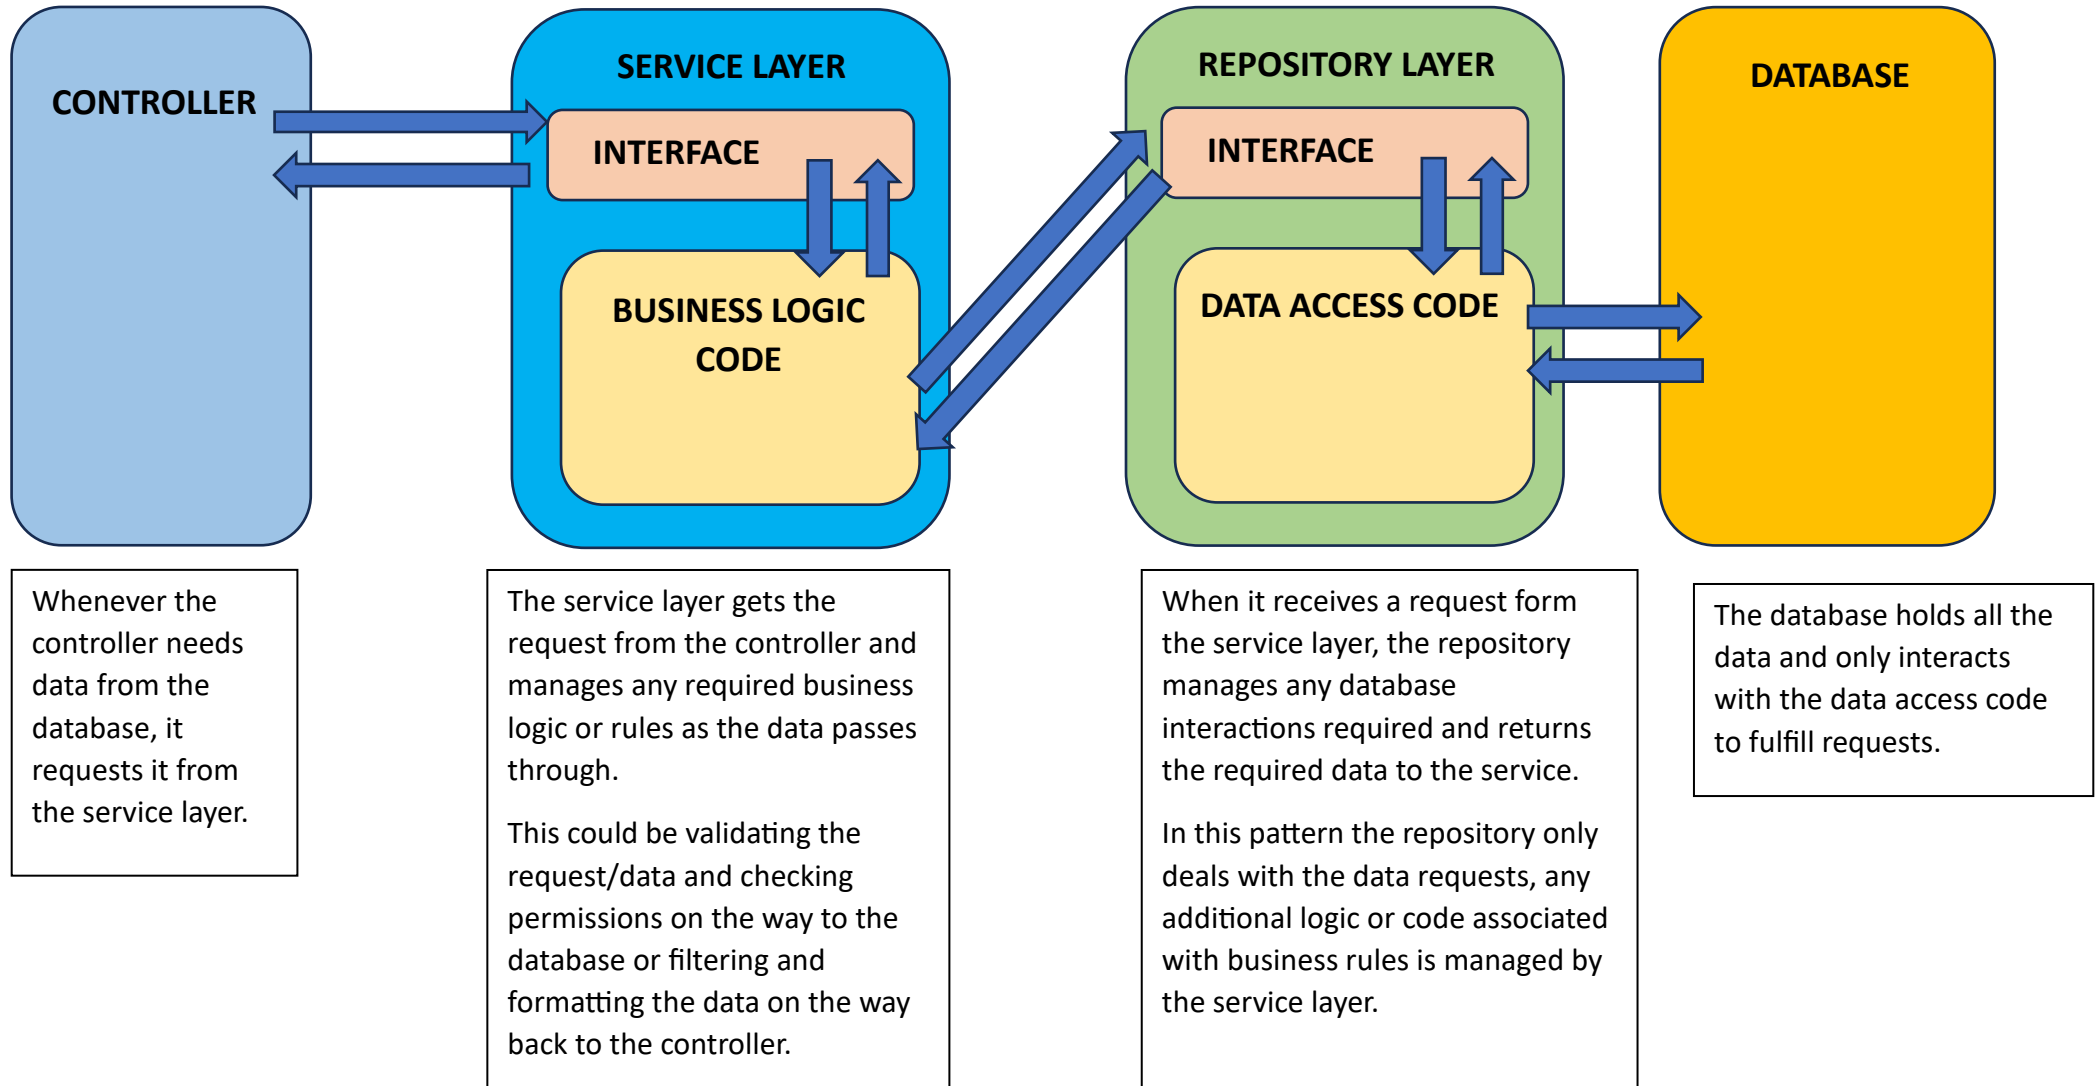 CONTROLLER
SERVICE LAYER
INTERFACE
BUSINESS LOGIC
CODE
REPOSITORY LAYER
INTERFACE
DATA ACCESS CODE
DATABASE
Whenever the
controller needs
data from the
database, it
requests it from
the service layer.
The service layer gets the
request from the controller and
manages any required business
logic or rules as the data passes
through.
This could be validating the
request/data and checking
permissions on the way to the
database or filtering and
formatting the data on the way
back to the controller.
When it receives a request form
the service layer, the repository
manages any database
interactions required and returns
the required data to the service.
In this pattern the repository only
deals with the data requests, any
additional logic or code associated
with business rules is managed by
the service layer.
The database holds all the
data and only interacts
with the data access code
to fulfill requests.